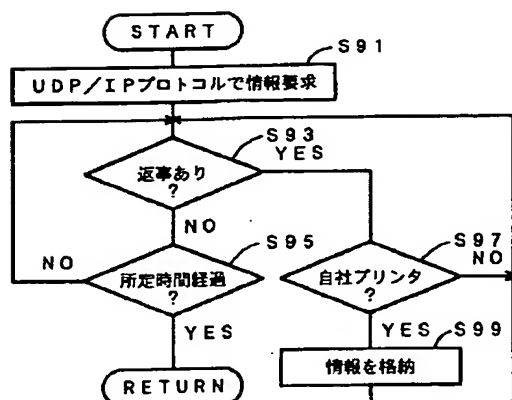 START
S91
UDP/IPプロトコルで情報要求
S93
YES
返事あり
?
NO
S95
NO
所定時間経過
?
YES
RETURN
S97
NO
自社プリンタ
?
YES
S99
情報を格納